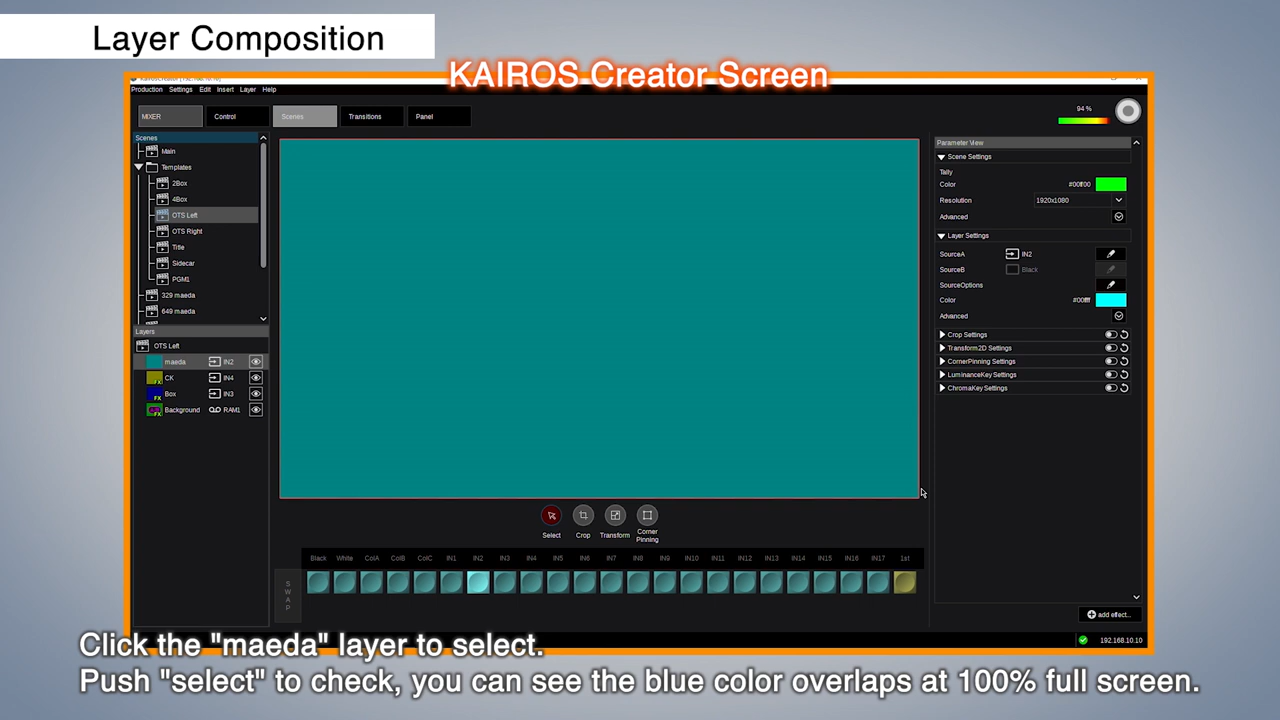 Layer Composition
KAIROS Creator Screen
Production Settings Edit Insert Layer Help
MIXER Control Scenes Transitions Panel
94 %
Scenes
Main
Templates
2Box
4Box
OTS Left
OTS Right
Title
Sidecar
PGM1
329 maeda
649 maeda
Layers
OTS Left
maeda IN2
CK IN4
FX
Box IN3
FX
Background RAM1
FX
Parameter View
Scene Settings
Tally
Color #00ff00
Resolution 1920x1080
Advanced
Layer Settings
SourceA IN2
SourceB Black
SourceOptions
Color #00ffff
Advanced
Crop Settings
Transform2D Settings
CornerPinning Settings
LuminanceKey Settings
ChromaKey Settings
Select Crop Transform Corner
Pinning
Black White ColA ColB ColC IN1 IN2 IN3 IN4 IN5 IN6 IN7 IN8 IN9 IN10 IN11 IN12 IN13 IN14 IN15 IN16 IN17 1st
SWAP
add effect...
192.168.10.10
Click the "maeda" layer to select.
Push "select" to check, you can see the blue color overlaps at 100% full screen.